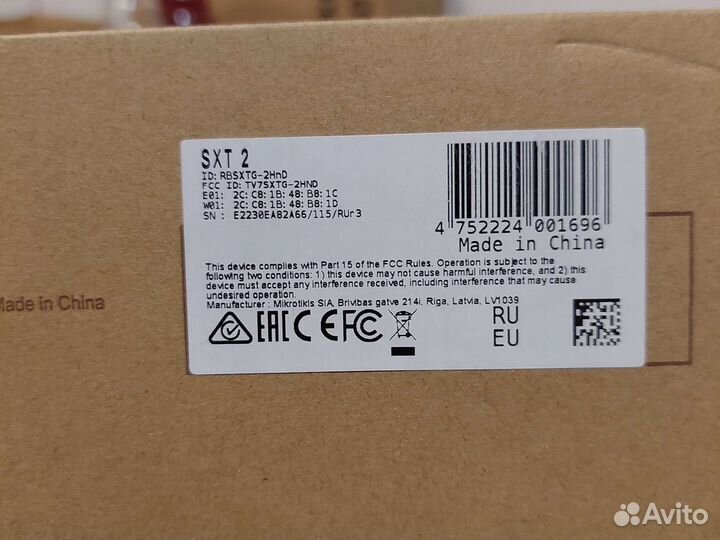 SXT 2
ID: RBSXTG-2HnD
FCC ID: TV7SXTG-2HND
E01: 2C:C8:1B:48:B8:1C
W01: 2C:C8:1B:48:B8:1D
SN : E2230EA82A66/115/RUr3
4 752224 001696
Made in China
This device complies with Part 15 of the FCC Rules. Operation is subject to the
following two conditions: 1) this device may not cause harmful interference, and 2) this
device must accept any interference received, including interference that may cause
undesired operation.
Manufacturer: Mikrotikls SIA, Brivibas gatve 214i, Riga, Latvia, LV1039
EAC CE FC
RU
EU
Made in China
Avito